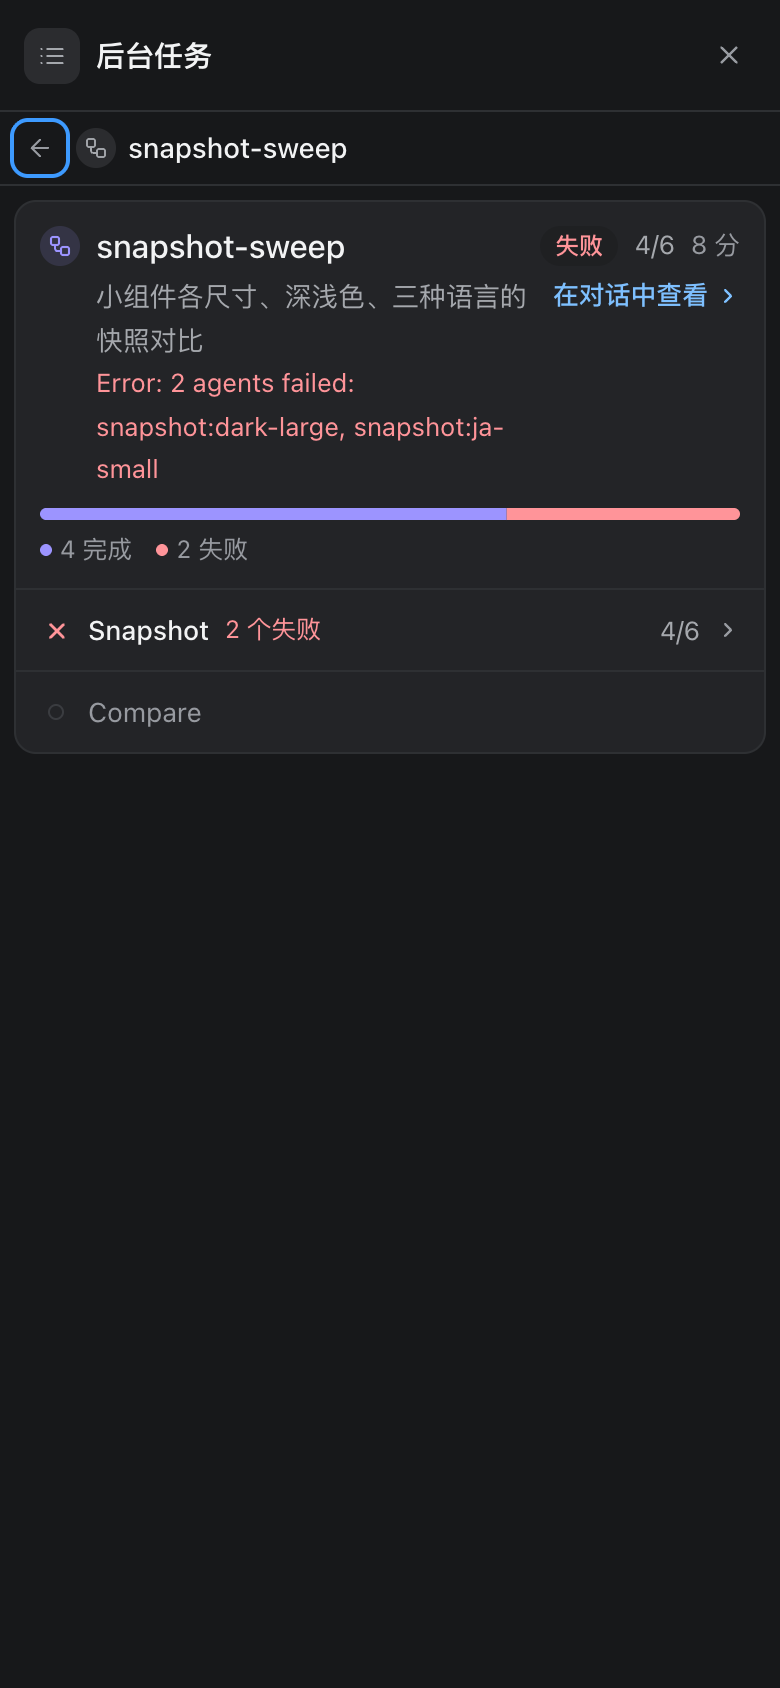 后台任务
snapshot-sweep
snapshot-sweep 失败 4/6 8 分
小组件各尺寸、深浅色、三种语言的 在对话中查看
快照对比
Error: 2 agents failed:
snapshot:dark-large, snapshot:ja-
small
4 完成 2 失败
Snapshot 2 个失败 4/6
Compare